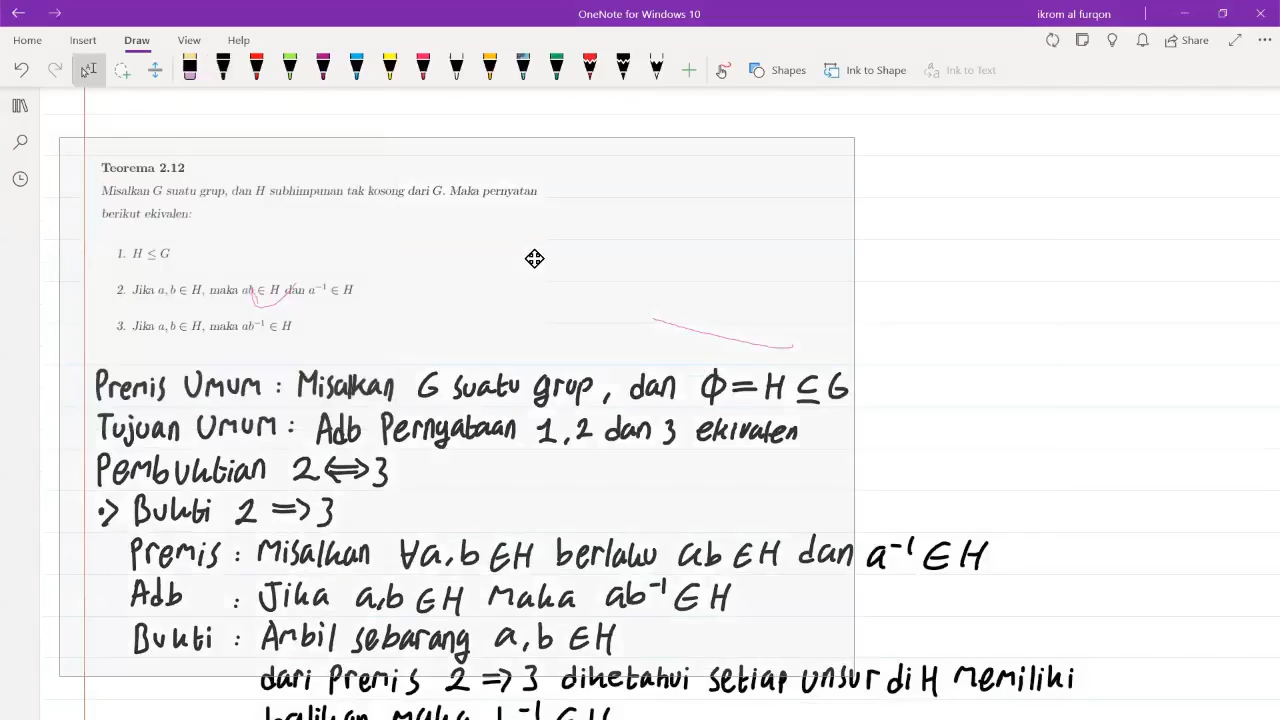 OneNote for Windows 10
ikrom al furqon
Home Insert Draw View Help
Share
Shapes
Ink to Shape
Ink to Text
Teorema 2.12
Misalkan G suatu grup, dan H subhimpunan tak kosong dari G. Maka pernyatan
berikut ekivalen:
1. H ≤ G
2. Jika a, b ∈ H, maka ab ∈ H dan a⁻¹ ∈ H
3. Jika a, b ∈ H, maka ab⁻¹ ∈ H
Premis Umum : Misalkan G suatu grup, dan ϕ = H ⊆ G
Tujuan Umum : Adb Pernyataan 1, 2 dan 3 ekivalen
Pembuktian 2 <=> 3
•> Bukti 2 => 3
Premis : Misalkan ∀a, b ∈ H berlaku ab ∈ H dan a⁻¹ ∈ H
Adb : Jika a,b ∈ H maka ab⁻¹ ∈ H
Bukti : Ambil sebarang a, b ∈ H
dari Premis 2 => 3 diketahui setiap unsur di H memiliki
balikan maka b⁻¹ ∈ H